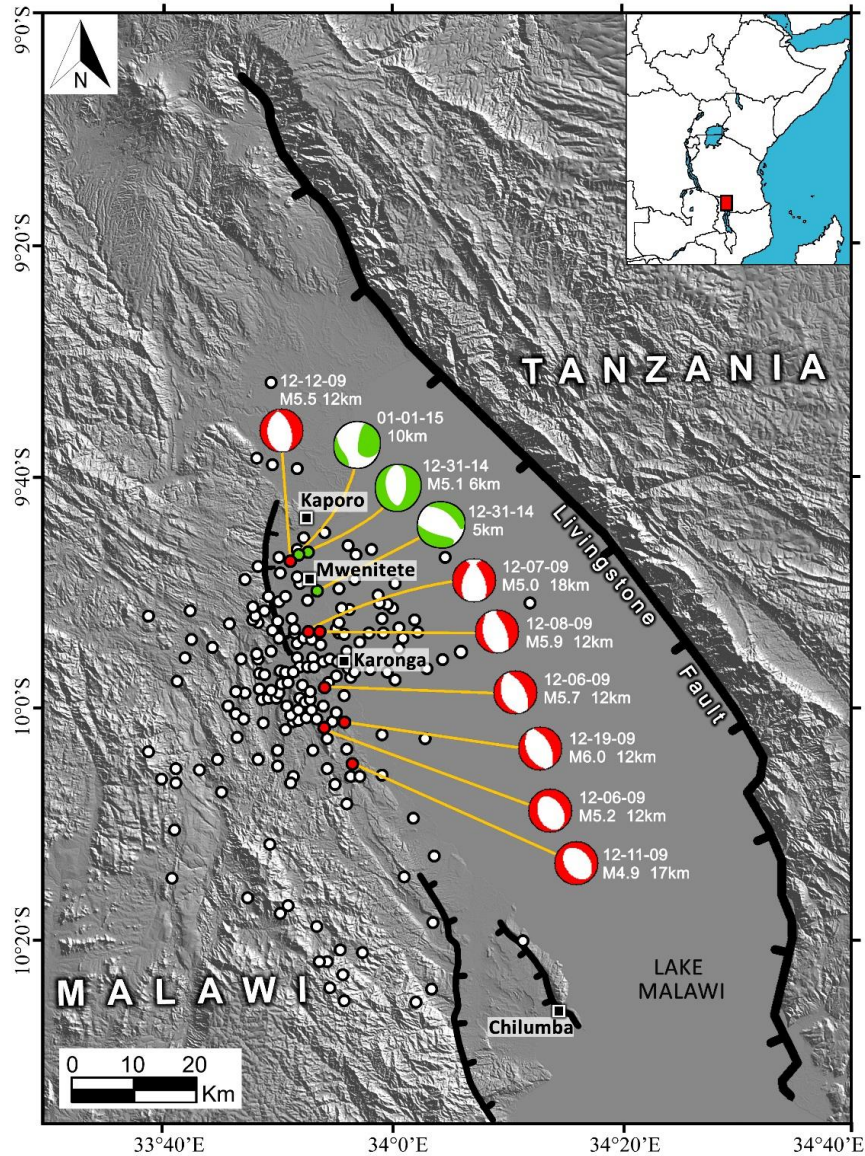 9°0'S
N
9°20'S
TANZANIA
12-12-09
M5.5 12km
01-01-15
10km
9°40'S
12-31-14
M5.1 6km
Kaporo
12-31-14
5km
Livingstone
Fault
Mwenitete
12-07-09
M5.0 18km
12-08-09
M5.9 12km
Karonga
12-06-09
M5.7 12km
10°0'S
12-19-09
M6.0 12km
12-06-09
M5.2 12km
12-11-09
M4.9 17km
10°20'S
LAKE
MALAWI
MALAWI
Chilumba
0 10 20
Km
33°40'E
34°0'E
34°20'E
34°40'E